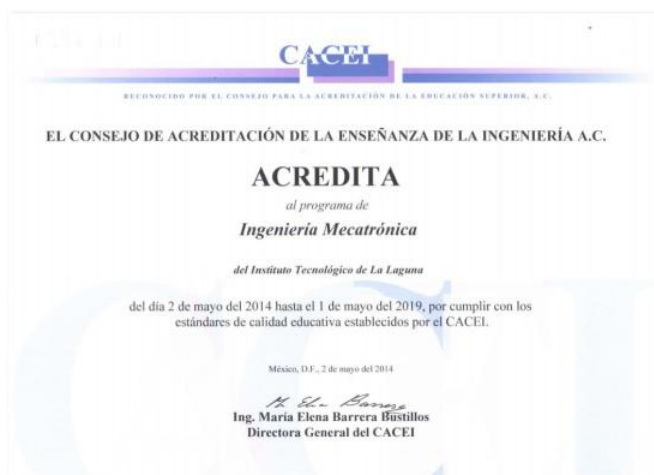 CACEI
RECONOCIDO POR EL CONSEJO PARA LA ACREDITACIÓN DE LA EDUCACIÓN SUPERIOR, A.C.
EL CONSEJO DE ACREDITACIÓN DE LA ENSEÑANZA DE LA INGENIERÍA A.C.
ACREDITA
al programa de
Ingeniería Mecatrónica
del Instituto Tecnológico de La Laguna
del día 2 de mayo del 2014 hasta el 1 de mayo del 2019, por cumplir con los
estándares de calidad educativa establecidos por el CACEI.
México, D.F., 2 de mayo del 2014
Ing. María Elena Barrera Bustillos
Directora General del CACEI
CACEI